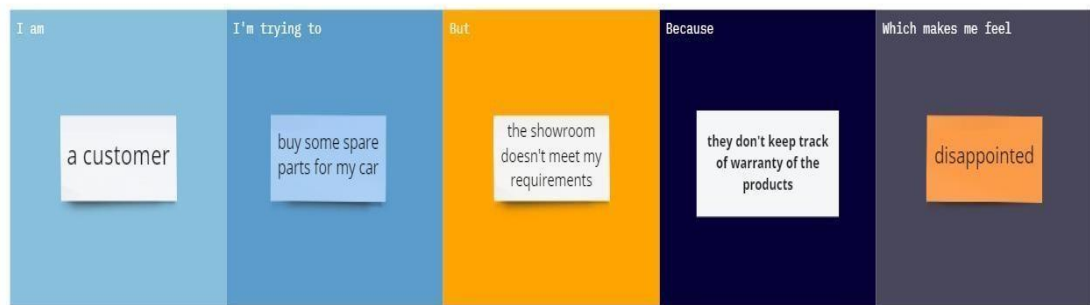 I am
a customer
I'm trying to
buy some spare
parts for my car
But
the showroom
doesn't meet my
requirements
Because
they don't keep track
of warranty of the
products
Which makes me feel
disappointed